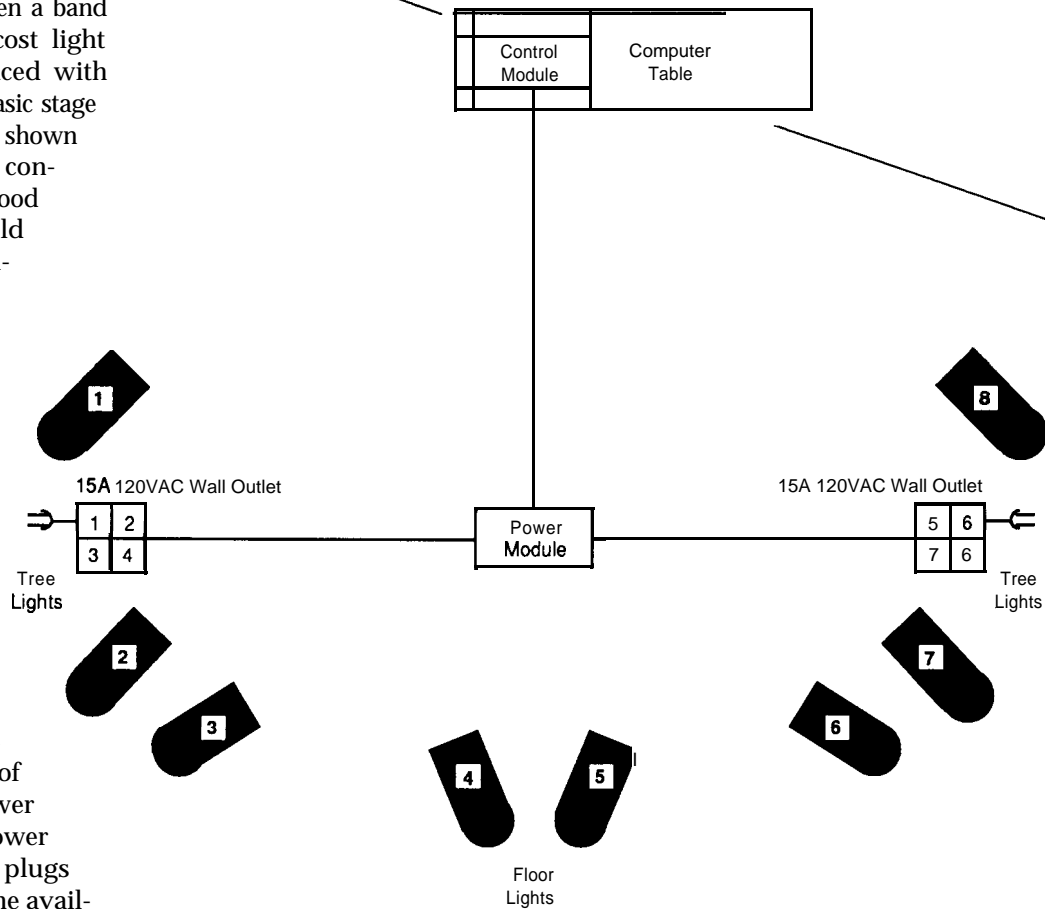 en a band
cost light
ced with
asic stage
shown
con-
ood
ld
Control
Module
Computer
Table
1
8
15A 120VAC Wall Outlet
1 2
3 4
Tree
Lights
Power
Module
15A 120VAC Wall Outlet
5 6
7 6
Tree
Lights
2
3
4
5
6
7
Floor
Lights
of
ver
ower
plugs
ne avail-